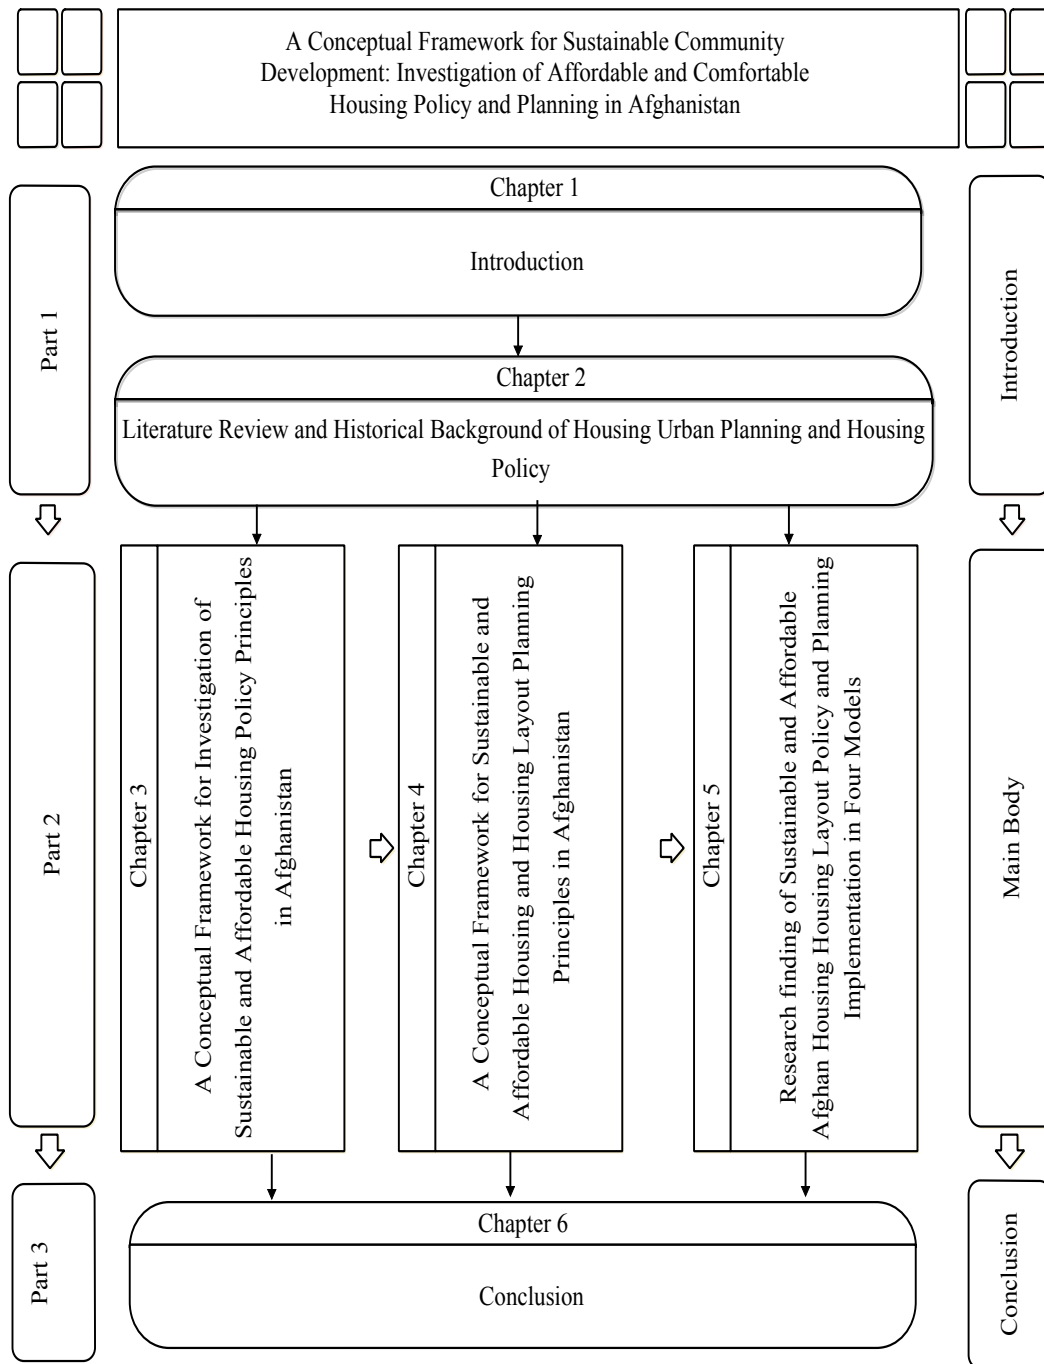 A Conceptual Framework for Sustainable Community
Development: Investigation of Affordable and Comfortable
Housing Policy and Planning in Afghanistan
Part 1
Chapter 1
Introduction
Introduction
Chapter 2
Literature Review and Historical Background of Housing Urban Planning and Housing
Policy
Part 2
Chapter 3
A Conceptual Framework for Investigation of
Sustainable and Affordable Housing Policy Principles
in Afghanistan
Chapter 4
A Conceptual Framework for Sustainable and
Affordable Housing and Housing Layout Planning
Principles in Afghanistan
Chapter 5
Research finding of Sustainable and Affordable
Afghan Housing Housing Layout Policy and Planning
Implementation in Four Models
Main Body
Part 3
Chapter 6
Conclusion
Conclusion